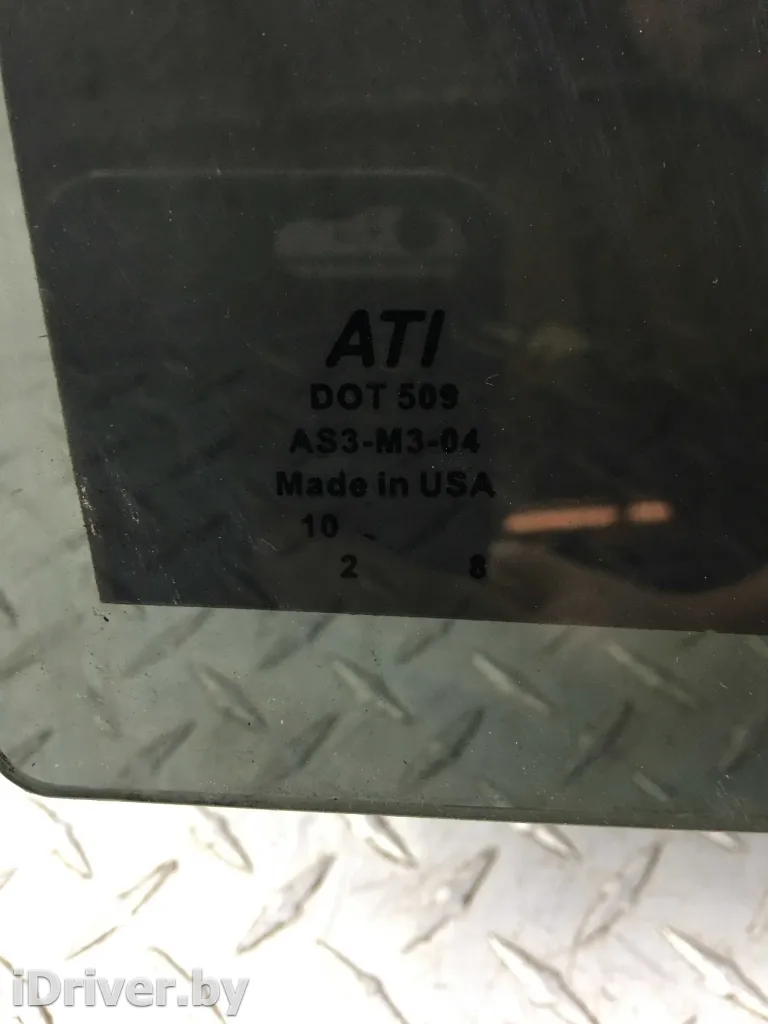 ATI
DOT 509
AS3-M3-04
Made in USA
10
2 8
iDriver.by